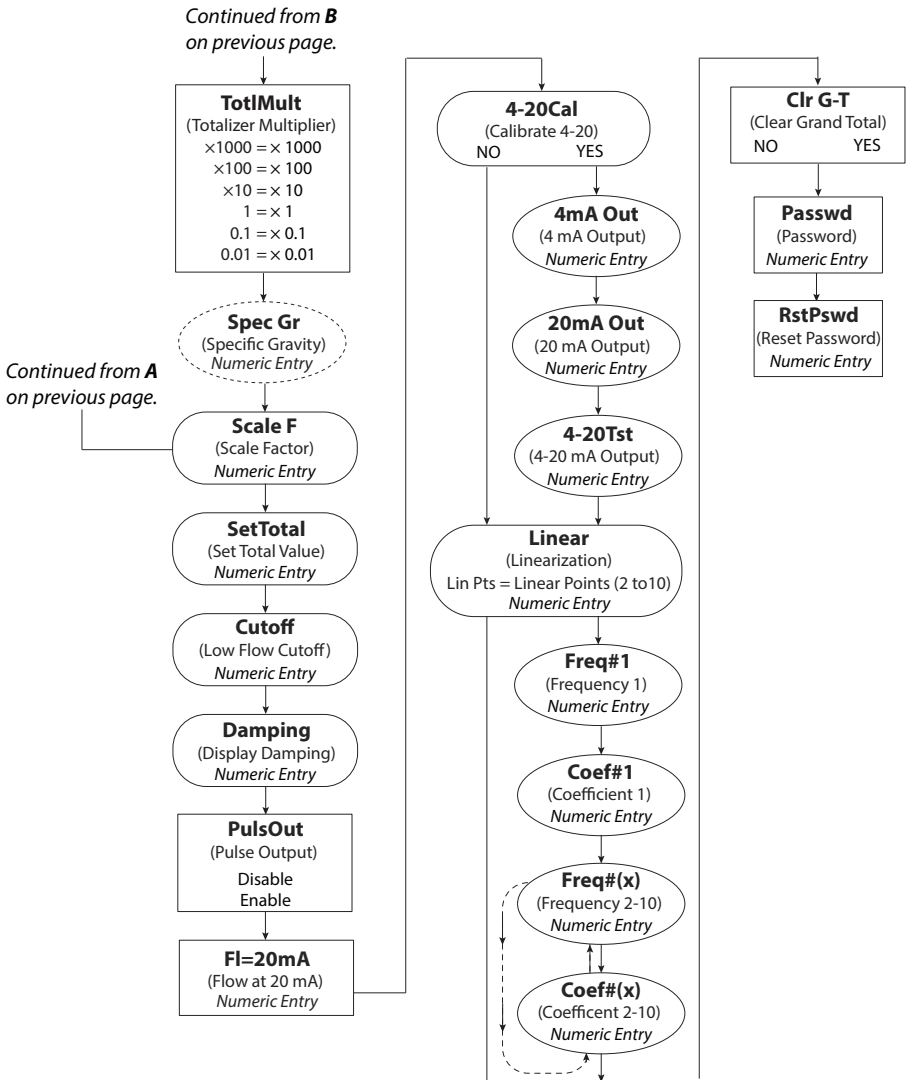 Continued from B
on previous page.
TotlMult
(Totalizer Multiplier)
×1000 = × 1000
×100 = × 100
×10 = × 10
1 = × 1
0.1 = × 0.1
0.01 = × 0.01
Spec Gr
(Specific Gravity)
Numeric Entry
Continued from A
on previous page.
Scale F
(Scale Factor)
Numeric Entry
SetTotal
(Set Total Value)
Numeric Entry
Cutoff
(Low Flow Cutoff)
Numeric Entry
Damping
(Display Damping)
Numeric Entry
PulsOut
(Pulse Output)
Disable
Enable
Fl=20mA
(Flow at 20 mA)
Numeric Entry
4-20Cal
(Calibrate 4-20)
NO YES
4mA Out
(4 mA Output)
Numeric Entry
20mA Out
(20 mA Output)
Numeric Entry
4-20Tst
(4-20 mA Output)
Numeric Entry
Linear
(Linearization)
Lin Pts = Linear Points (2 to10)
Numeric Entry
Freq#1
(Frequency 1)
Numeric Entry
Coef#1
(Coefficient 1)
Numeric Entry
Freq#(x)
(Frequency 2-10)
Numeric Entry
Coef#(x)
(Coefficent 2-10)
Numeric Entry
Clr G-T
(Clear Grand Total)
NO YES
Passwd
(Password)
Numeric Entry
RstPswd
(Reset Password)
Numeric Entry